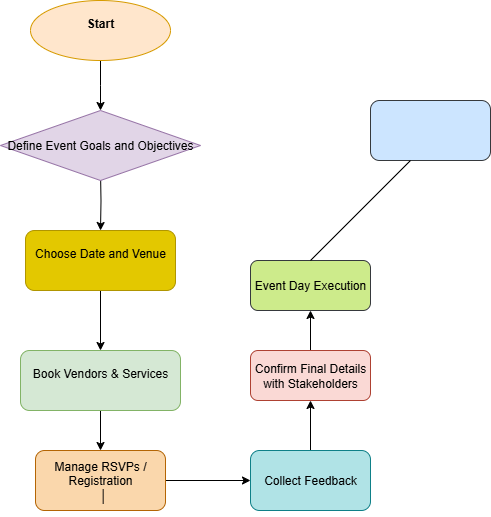 Start
Define Event Goals and Objectives
Choose Date and Venue
Book Vendors & Services
Manage RSVPs /
Registration
Collect Feedback
Confirm Final Details
with Stakeholders
Event Day Execution